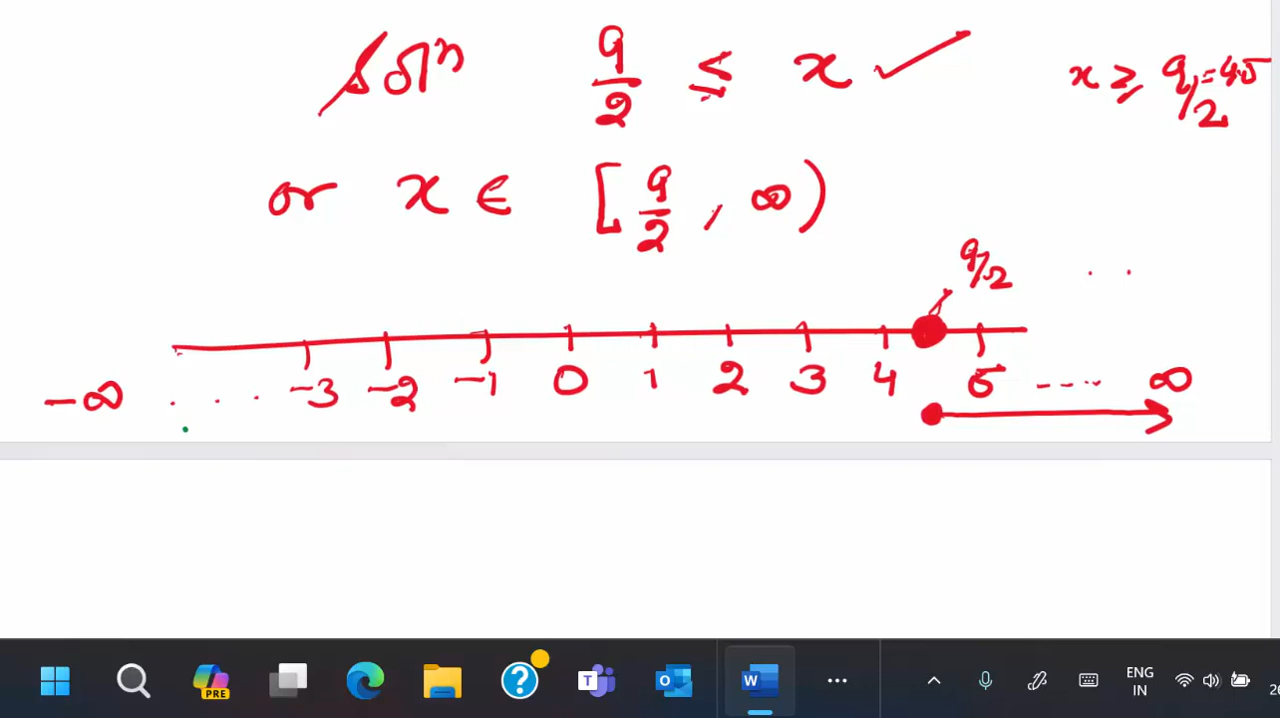 Solⁿ 9/2 ≤ x ✓ x ≥ 9/2 = 4.5
or x ∈ [9/2, ∞)
9/2 . .
-∞ . . . -3 -2 -1 0 1 2 3 4 5 ---- ∞
PRE
ENG
IN